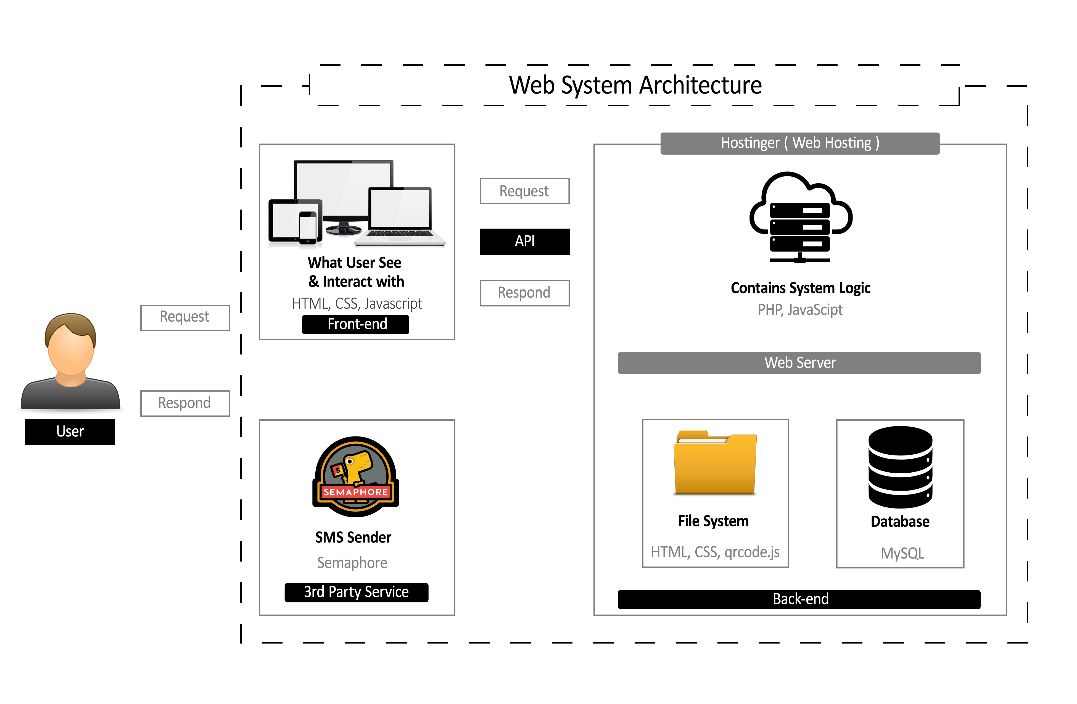 Web System Architecture
Request
Respond
User
What User See
& Interact with
HTML, CSS, Javascript
Front-end
SEMAPHORE
SMS Sender
Semaphore
3rd Party Service
Request
API
Respond
Hostinger ( Web Hosting )
Contains System Logic
PHP, JavaScipt
Web Server
File System
HTML, CSS, qrcode.js
Database
MySQL
Back-end